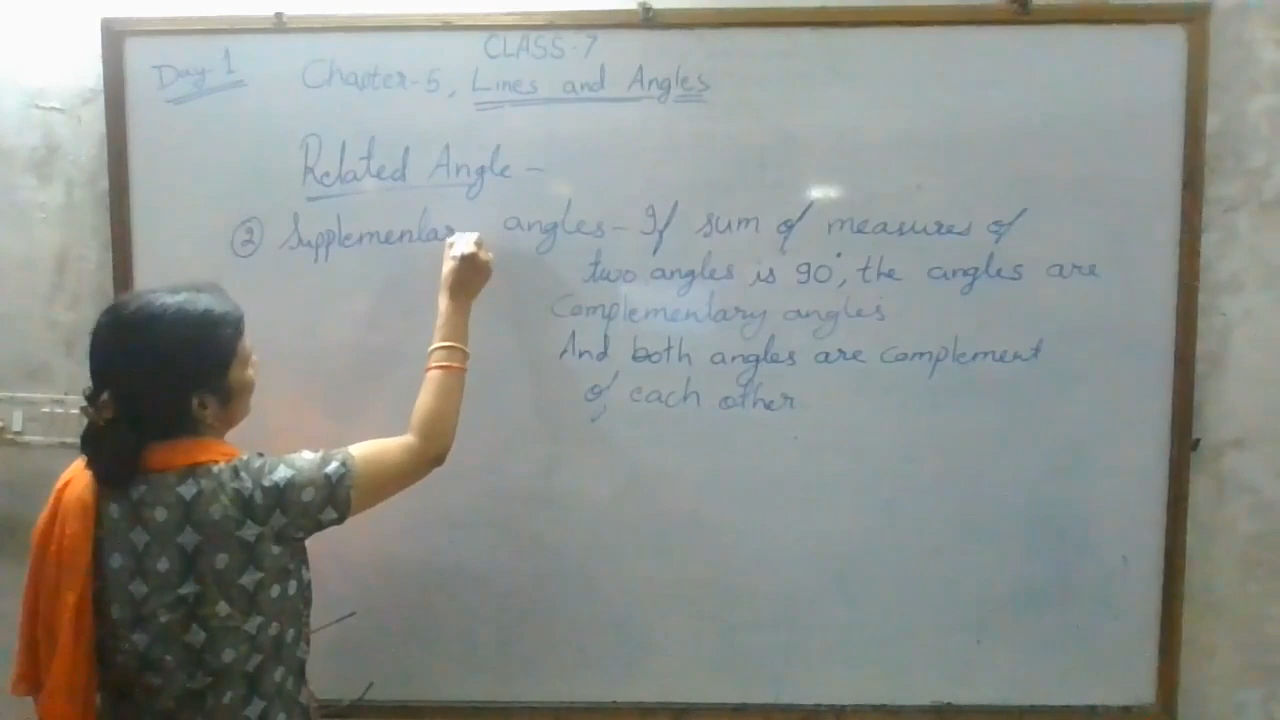 CLASS-7
Day-1 Chapter-5, Lines and Angles
Related Angle -
② Supplementar angles - If sum of measures of
two angles is 90°, the angles are
Complementary angles
And both angles are complement
of each other